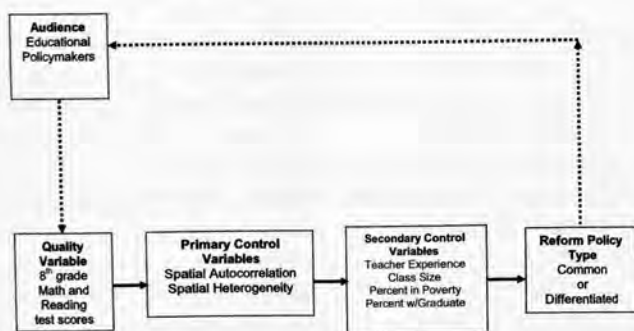 Audience
Educational
Policymakers
Quality
Variable
8th grade
Math and
Reading
test scores
Primary Control
Variables
Spatial Autocorrelation
Spatial Heterogeneity
Secondary Control
Variables
Teacher Experience
Class Size
Percent in Poverty
Percent w/Graduate
Reform Policy
Type
Common
or
Differentiated